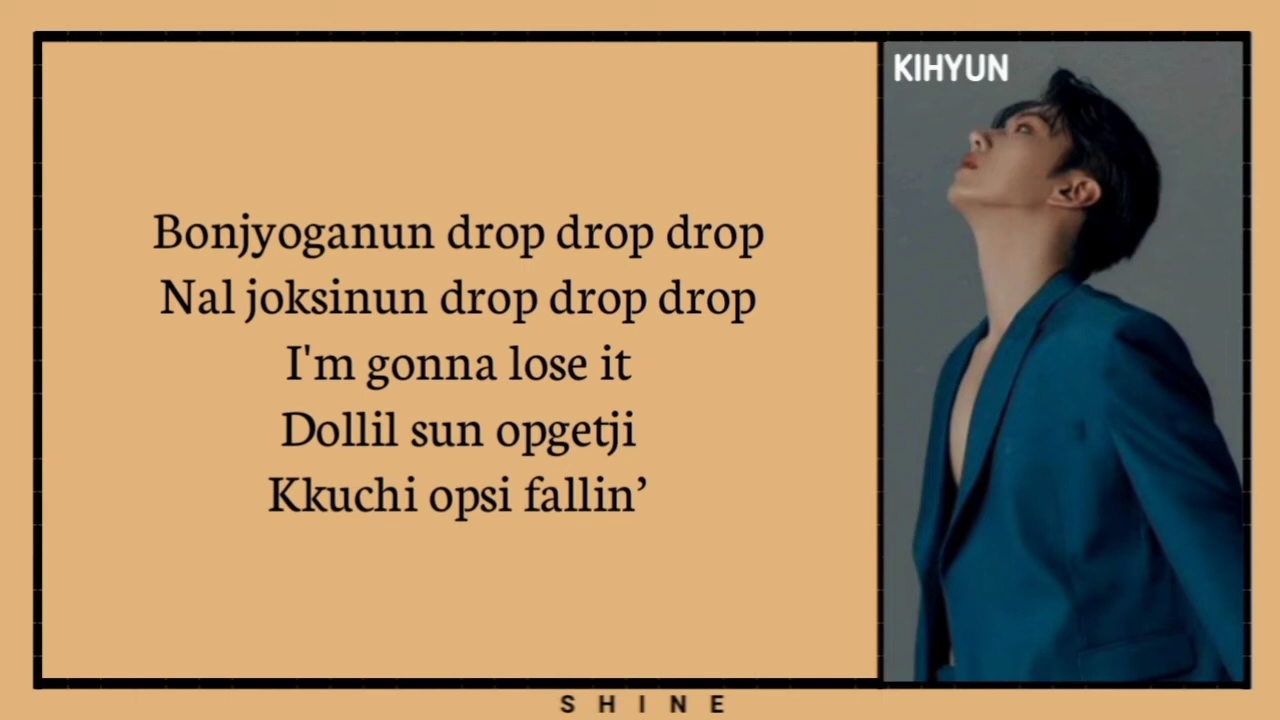 KIHYUN
Bonjyoganun drop drop drop
Nal joksinun drop drop drop
I'm gonna lose it
Dollil sun opgetji
Kkuchi opsi fallin’
SHINE